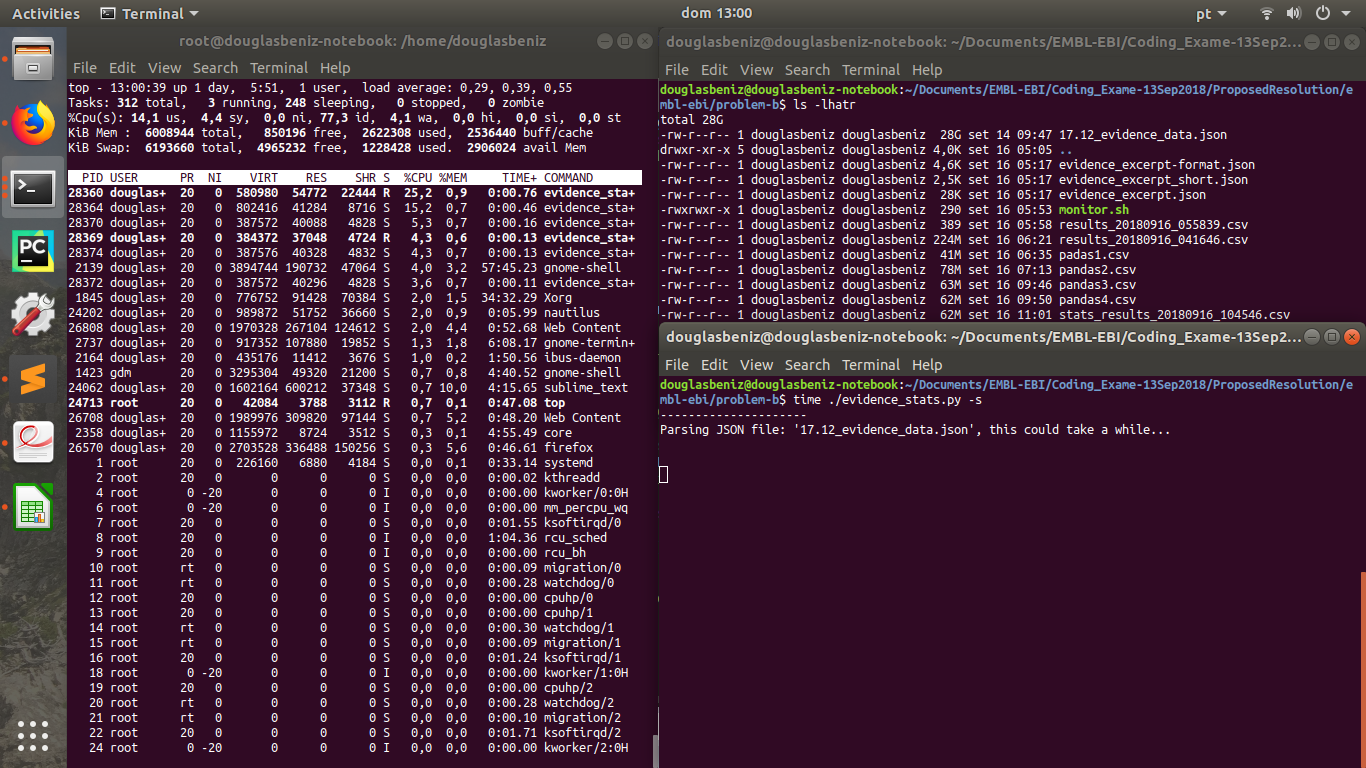 Activities Terminal dom 13:00 pt
root@douglasbeniz-notebook: /home/douglasbeniz
File Edit View Search Terminal Help
top - 13:00:39 up 1 day,  5:51,  1 user,  load average: 0,29, 0,39, 0,55
Tasks: 312 total,   3 running, 248 sleeping,   0 stopped,   0 zombie
%Cpu(s): 14,1 us,  4,4 sy,  0,0 ni, 77,3 id,  4,1 wa,  0,0 hi,  0,0 si,  0,0 st
KiB Mem :  6008944 total,   850196 free,  2622308 used,  2536440 buff/cache
KiB Swap:  6193660 total,  4965232 free,  1228428 used.  2906024 avail Mem
PID USER PR NI VIRT RES SHR S %CPU %MEM TIME+ COMMAND
28360 douglas+ 20 0 580980 54772 22444 R 25,2 0,9 0:00.76 evidence_sta+
28364 douglas+ 20 0 802416 41284 8716 S 15,2 0,7 0:00.46 evidence_sta+
28370 douglas+ 20 0 387572 40088 4828 S 5,3 0,7 0:00.16 evidence_sta+
28369 douglas+ 20 0 384372 37048 4724 R 4,3 0,6 0:00.13 evidence_sta+
28374 douglas+ 20 0 387576 40328 4832 S 4,3 0,7 0:00.13 evidence_sta+
2139 douglas+ 20 0 3894744 190732 47064 S 4,0 3,2 57:45.23 gnome-shell
28372 douglas+ 20 0 387572 40296 4828 S 3,6 0,7 0:00.11 evidence_sta+
1845 douglas+ 20 0 776752 91428 70384 S 2,0 1,5 34:32.29 Xorg
24202 douglas+ 20 0 989872 51752 36660 S 2,0 0,9 0:05.99 nautilus
26808 douglas+ 20 0 1970328 267104 124612 S 2,0 4,4 0:52.68 Web Content
2737 douglas+ 20 0 917352 107880 19852 S 1,3 1,8 6:08.17 gnome-termin+
2164 douglas+ 20 0 435176 11412 3676 S 1,0 0,2 1:50.56 ibus-daemon
1423 gdm 20 0 3295304 49320 21200 S 0,7 0,8 4:40.52 gnome-shell
24062 douglas+ 20 0 1602164 600212 37348 S 0,7 10,0 4:15.65 sublime_text
24713 root 20 0 42084 3788 3112 R 0,7 0,1 0:47.08 top
26708 douglas+ 20 0 1989976 309820 97144 S 0,7 5,2 0:48.20 Web Content
2358 douglas+ 20 0 1155972 8724 3512 S 0,3 0,1 4:55.49 core
26570 douglas+ 20 0 2703528 336488 150256 S 0,3 5,6 0:46.61 firefox
1 root 20 0 226160 6880 4184 S 0,0 0,1 0:33.14 systemd
2 root 20 0 0 0 0 S 0,0 0,0 0:00.02 kthreadd
4 root 0 -20 0 0 0 I 0,0 0,0 0:00.00 kworker/0:0H
6 root 0 -20 0 0 0 I 0,0 0,0 0:00.00 mm_percpu_wq
7 root 20 0 0 0 0 S 0,0 0,0 0:01.55 ksoftirqd/0
8 root 20 0 0 0 0 I 0,0 0,0 1:04.36 rcu_sched
9 root 20 0 0 0 0 I 0,0 0,0 0:00.00 rcu_bh
10 root rt 0 0 0 0 S 0,0 0,0 0:00.09 migration/0
11 root rt 0 0 0 0 S 0,0 0,0 0:00.28 watchdog/0
12 root 20 0 0 0 0 S 0,0 0,0 0:00.00 cpuhp/0
13 root 20 0 0 0 0 S 0,0 0,0 0:00.00 cpuhp/1
14 root rt 0 0 0 0 S 0,0 0,0 0:00.30 watchdog/1
15 root rt 0 0 0 0 S 0,0 0,0 0:00.09 migration/1
16 root 20 0 0 0 0 S 0,0 0,0 0:01.24 ksoftirqd/1
18 root 0 -20 0 0 0 I 0,0 0,0 0:00.00 kworker/1:0H
19 root 20 0 0 0 0 S 0,0 0,0 0:00.00 cpuhp/2
20 root rt 0 0 0 0 S 0,0 0,0 0:00.28 watchdog/2
21 root rt 0 0 0 0 S 0,0 0,0 0:00.10 migration/2
22 root 20 0 0 0 0 S 0,0 0,0 0:01.71 ksoftirqd/2
24 root 0 -20 0 0 0 I 0,0 0,0 0:00.00 kworker/2:0H
douglasbeniz@douglasbeniz-notebook: ~/Documents/EMBL-EBI/Coding_Exame-13Sep2...
File Edit View Search Terminal Help
douglasbeniz@douglasbeniz-notebook:~/Documents/EMBL-EBI/Coding_Exame-13Sep2018/ProposedResolution/e
mbl-ebi/problem-b$ ls -lhatr
total 28G
-rw-r--r-- 1 douglasbeniz douglasbeniz  28G set 14 09:47 17.12_evidence_data.json
drwxr-xr-x 5 douglasbeniz douglasbeniz 4,0K set 16 05:05 ..
-rw-r--r-- 1 douglasbeniz douglasbeniz 4,6K set 16 05:17 evidence_excerpt-format.json
-rw-r--r-- 1 douglasbeniz douglasbeniz 2,5K set 16 05:17 evidence_excerpt_short.json
-rw-r--r-- 1 douglasbeniz douglasbeniz  28K set 16 05:17 evidence_excerpt.json
-rwxrwxr-x 1 douglasbeniz douglasbeniz  290 set 16 05:53 monitor.sh
-rw-r--r-- 1 douglasbeniz douglasbeniz  389 set 16 05:58 results_20180916_055839.csv
-rw-r--r-- 1 douglasbeniz douglasbeniz 224M set 16 06:21 results_20180916_041646.csv
-rw-r--r-- 1 douglasbeniz douglasbeniz  41M set 16 06:35 padas1.csv
-rw-r--r-- 1 douglasbeniz douglasbeniz  78M set 16 07:13 pandas2.csv
-rw-r--r-- 1 douglasbeniz douglasbeniz  63M set 16 09:46 pandas3.csv
-rw-r--r-- 1 douglasbeniz douglasbeniz  62M set 16 09:50 pandas4.csv
-rw-r--r-- 1 douglasbeniz douglasbeniz  62M set 16 11:01 stats_results_20180916_104546.csv
douglasbeniz@douglasbeniz-notebook: ~/Documents/EMBL-EBI/Coding_Exame-13Sep2...
File Edit View Search Terminal Help
douglasbeniz@douglasbeniz-notebook:~/Documents/EMBL-EBI/Coding_Exame-13Sep2018/ProposedResolution/e
mbl-ebi/problem-b$ time ./evidence_stats.py -s
---------------------
Parsing JSON file: '17.12_evidence_data.json', this could take a while...
PC